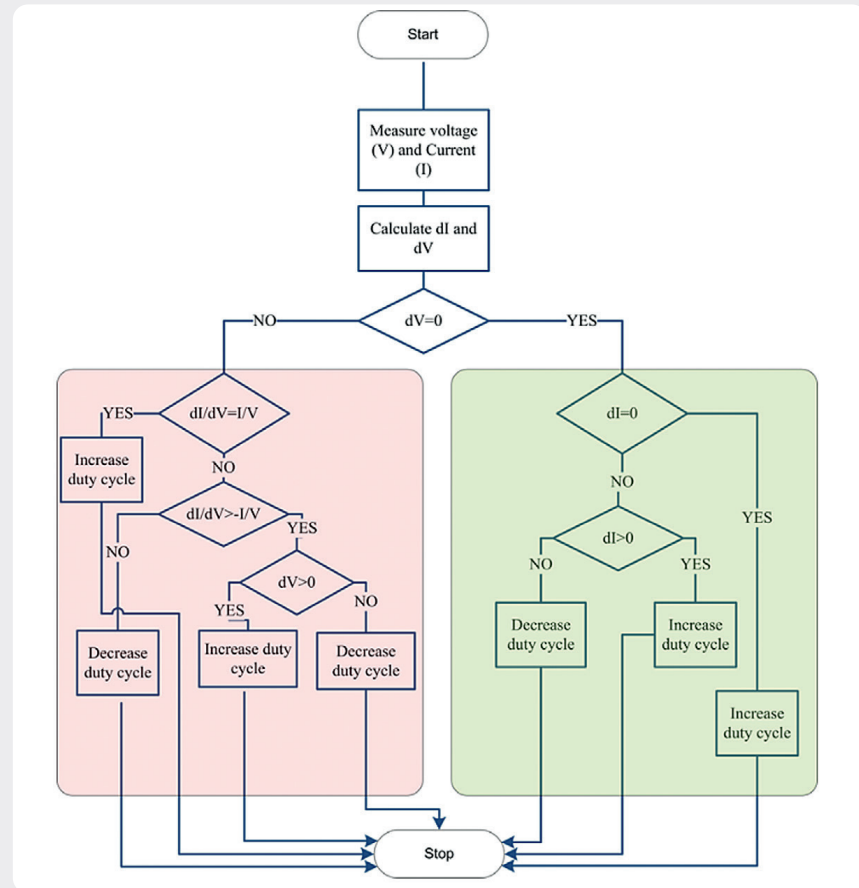 Start
Measure voltage
(V) and Current
(I)
Calculate dI and
dV
dV=0
NO
YES
dI/dV=I/V
YES
Increase
duty cycle
NO
dI/dV>-I/V
NO
YES
dV>0
YES
NO
Decrease
duty cycle
Increase duty
cycle
Decrease
duty cycle
dI=0
NO
YES
dI>0
NO
YES
Decrease
duty cycle
Increase
duty cycle
Increase
duty cycle
Stop